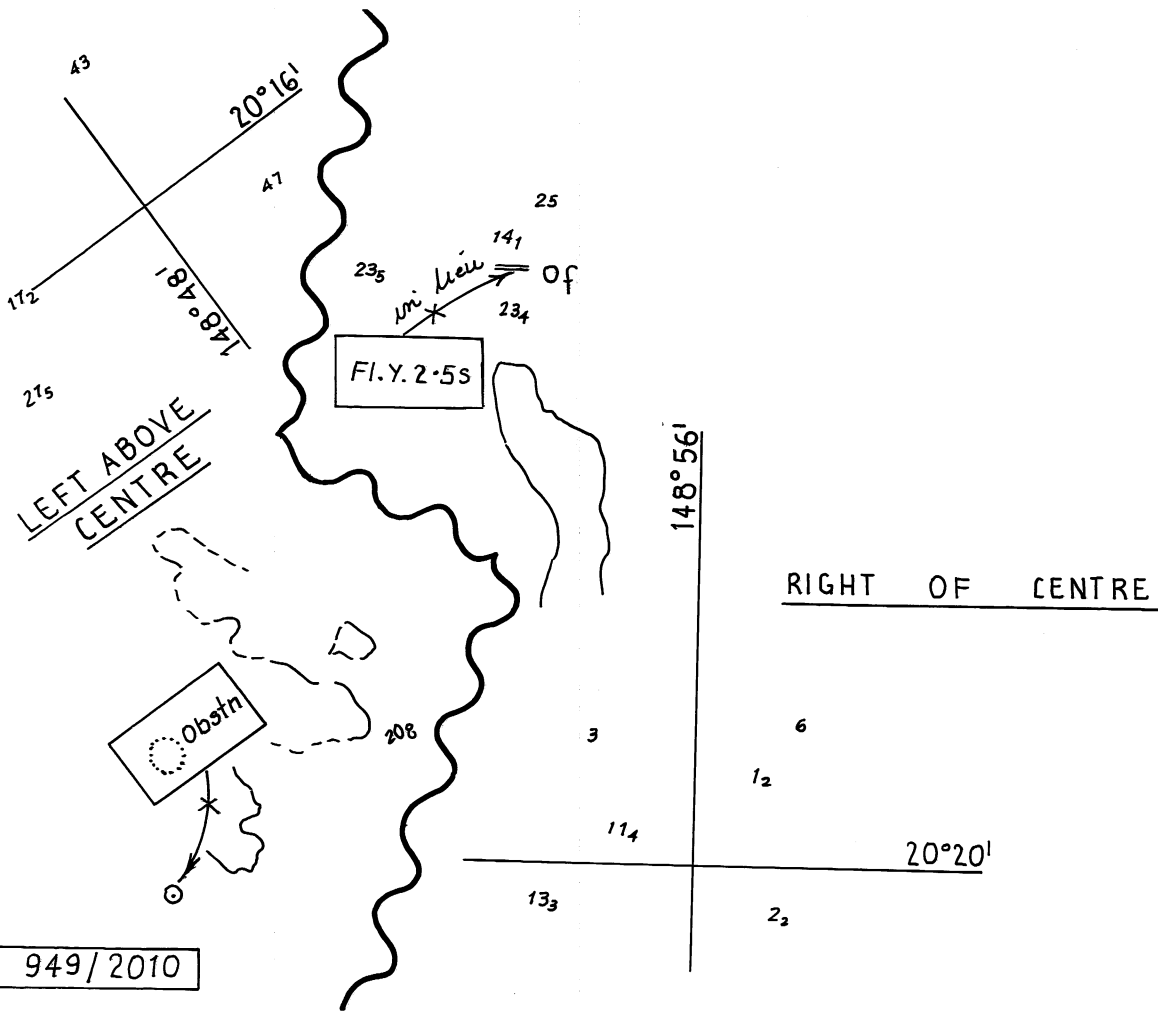 43
20°16'
47
17₂
148°48'
27₅
LEFT ABOVE
CENTRE
25
14₁
23₅
in lieu
Of
23₄
Fl.Y.2·5s
148°56'
RIGHT OF CENTRE
Obstn
20₈
3
6
1₂
11₄
20°20'
13₃
2₂
949/2010